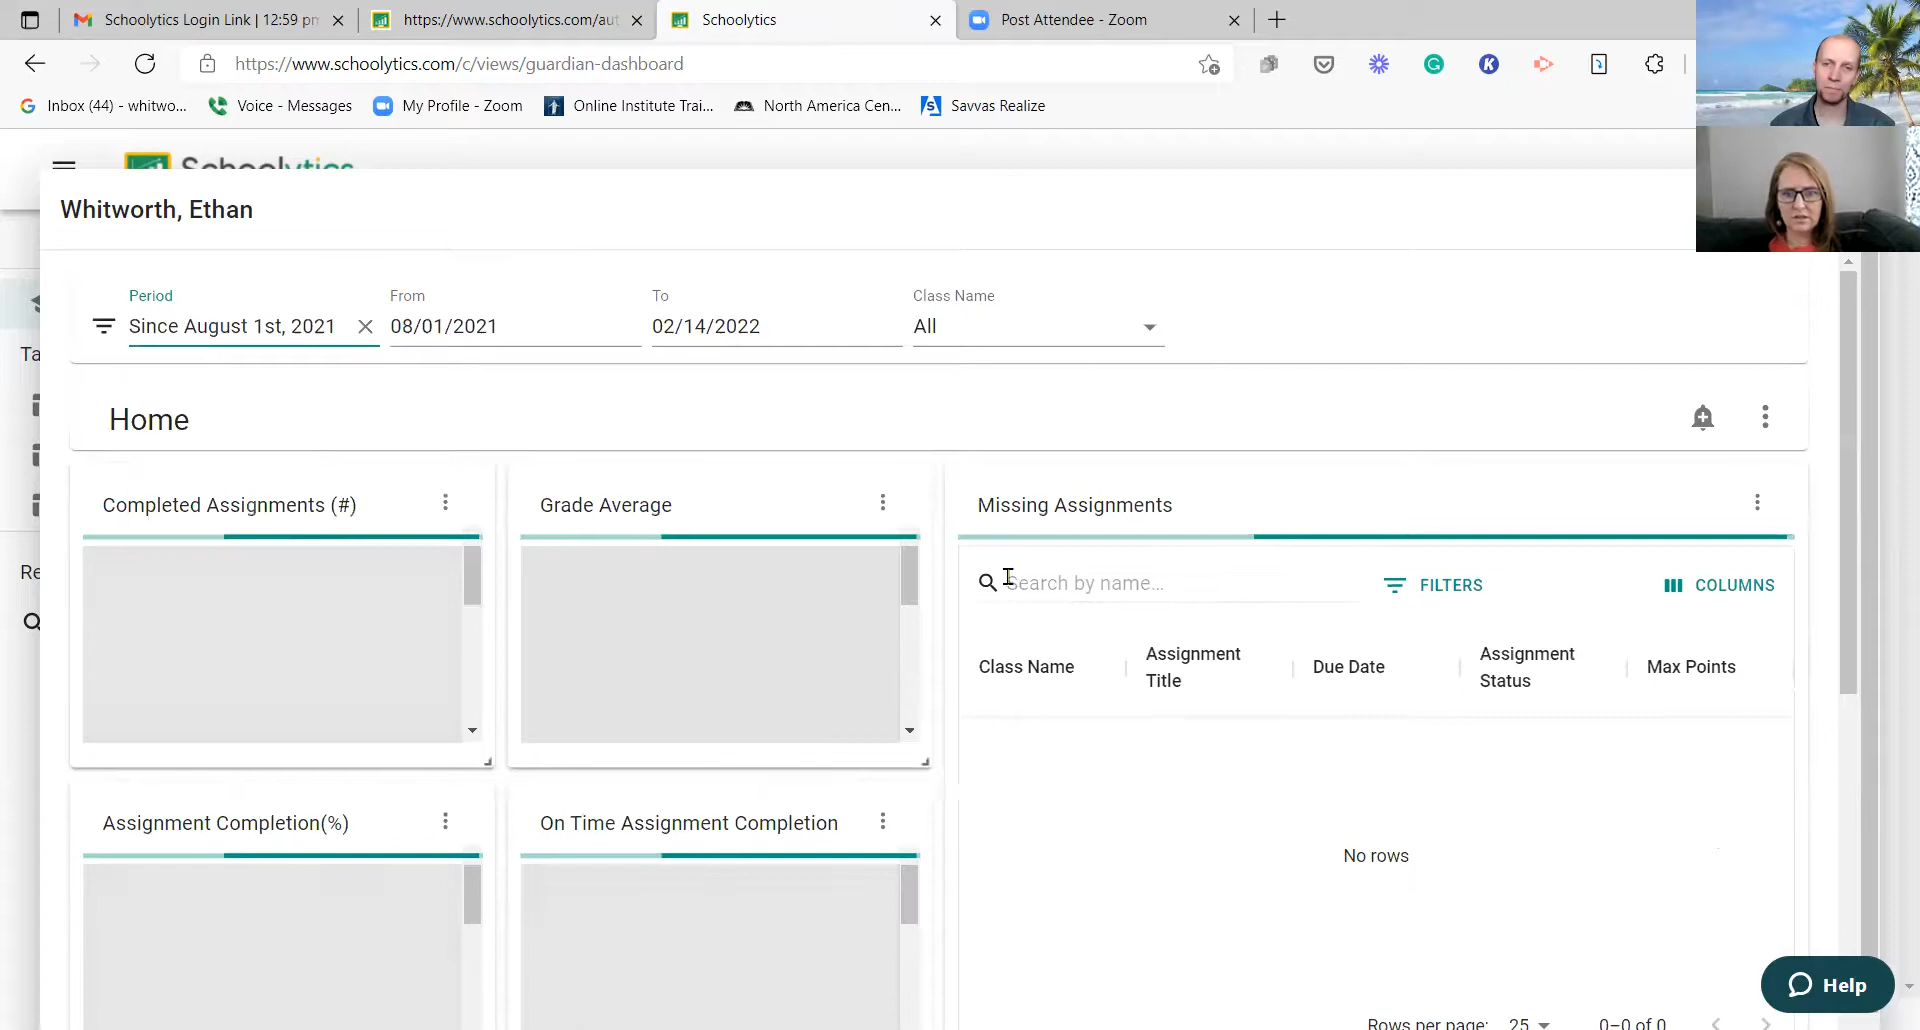 Schoolytics Login Link | 12:59 pm
https://www.schoolytics.com/aut
Schoolytics
Post Attendee - Zoom
https://www.schoolytics.com/c/views/guardian-dashboard
Inbox (44) - whitwo...
Voice - Messages
My Profile - Zoom
Online Institute Trai...
North America Cen...
Savvas Realize
Schoolytics
Whitworth, Ethan
Period
From
To
Class Name
Since August 1st, 2021
08/01/2021
02/14/2022
All
Ta
Home
Completed Assignments (#)
Grade Average
Missing Assignments
Re
Search by name...
FILTERS
COLUMNS
Class Name
Assignment
Title
Due Date
Assignment
Status
Max Points
Assignment Completion(%)
On Time Assignment Completion
No rows
Help
Rows per page:
25
0–0 of 0